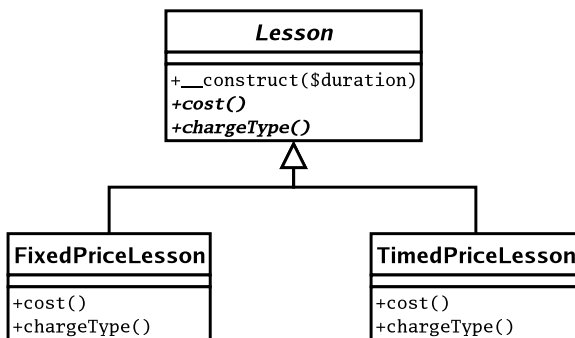 Lesson
+__construct($duration)
+cost()
+chargeType()
FixedPriceLesson
+cost()
+chargeType()
TimedPriceLesson
+cost()
+chargeType()